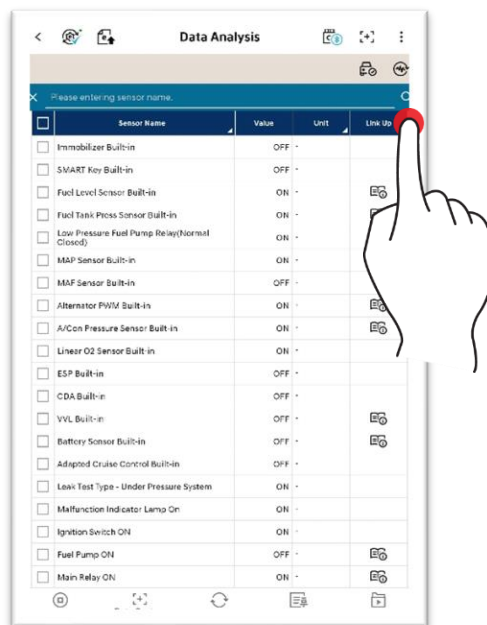 Data Analysis
Please entering sensor name.
Sensor Name Value Unit Link Up
Immobilizer Built-in OFF -
SMART Key Built-in OFF -
Fuel Level Sensor Built-in ON -
Fuel Tank Press Sensor Built-in ON -
Low Pressure Fuel Pump Relay(Normal
Closed) ON -
MAP Sensor Built-in ON -
MAF Sensor Built-in OFF -
Alternator PWM Built-in ON -
A/Con Pressure Sensor Built-in ON -
Linear O2 Sensor Built-in ON -
ESP Built-in OFF -
CDA Built-in OFF -
VVL Built-in OFF -
Battery Sensor Built-in OFF -
Adapted Cruise Control Built-in OFF -
Leak Test Type - Under Pressure System ON -
Malfunction Indicator Lamp On ON -
Ignition Switch ON ON -
Fuel Pump ON OFF -
Main Relay ON ON -